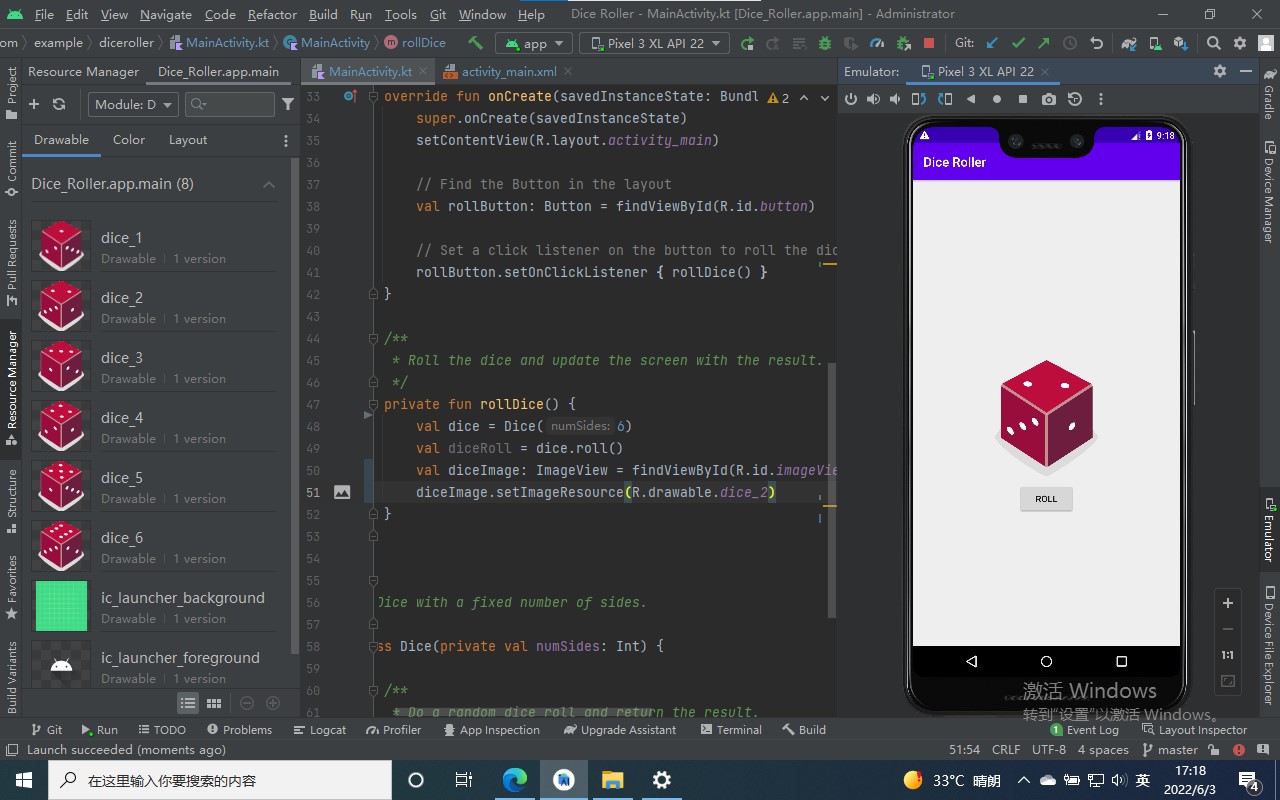 File Edit View Navigate Code Refactor Build Run Tools Git Window Help Dice Roller - MainActivity.kt [Dice_Roller.app.main] - Administrator
om example diceroller MainActivity.kt MainActivity rollDice app Pixel 3 XL API 22 Git:
Resource Manager Dice_Roller.app.main
Module: D
Drawable Color Layout
Dice_Roller.app.main (8)
dice_1
Drawable 1 version
dice_2
Drawable 1 version
dice_3
Drawable 1 version
dice_4
Drawable 1 version
dice_5
Drawable 1 version
dice_6
Drawable 1 version
ic_launcher_background
Drawable 1 version
ic_launcher_foreground
Drawable 1 version
Project
Commit
Pull Requests
Resource Manager
Structure
Favorites
Build Variants
MainActivity.kt activity_main.xml
33 override fun onCreate(savedInstanceState: Bundl 2
34 super.onCreate(savedInstanceState)
35 setContentView(R.layout.activity_main)
36
37 // Find the Button in the layout
38 val rollButton: Button = findViewById(R.id.button)
39
40 // Set a click listener on the button to roll the dic
41 rollButton.setOnClickListener { rollDice() }
42 }
43
44 /**
45 * Roll the dice and update the screen with the result.
46 */
47 private fun rollDice() {
48 val dice = Dice( numSides: 6)
49 val diceRoll = dice.roll()
50 val diceImage: ImageView = findViewById(R.id.imageVie
51 diceImage.setImageResource(R.drawable.dice_2)
52 }
53
54
55
56 Dice with a fixed number of sides.
57
58 ss Dice(private val numSides: Int) {
59
60 /**
61 * Do a random dice roll and return the result.
Emulator: Pixel 3 XL API 22
9:18
Dice Roller
ROLL
1:1
激活 Windows
转到"设置"以激活 Windows。
Gradle
Device Manager
Emulator
Device File Explorer
Git Run TODO Problems Logcat Profiler App Inspection Upgrade Assistant Terminal Build 1 Event Log Layout Inspector
Launch succeeded (moments ago) 51:54 CRLF UTF-8 4 spaces master
在这里输入你要搜索的内容
33°C 晴朗 英 17:18
2022/6/3
4